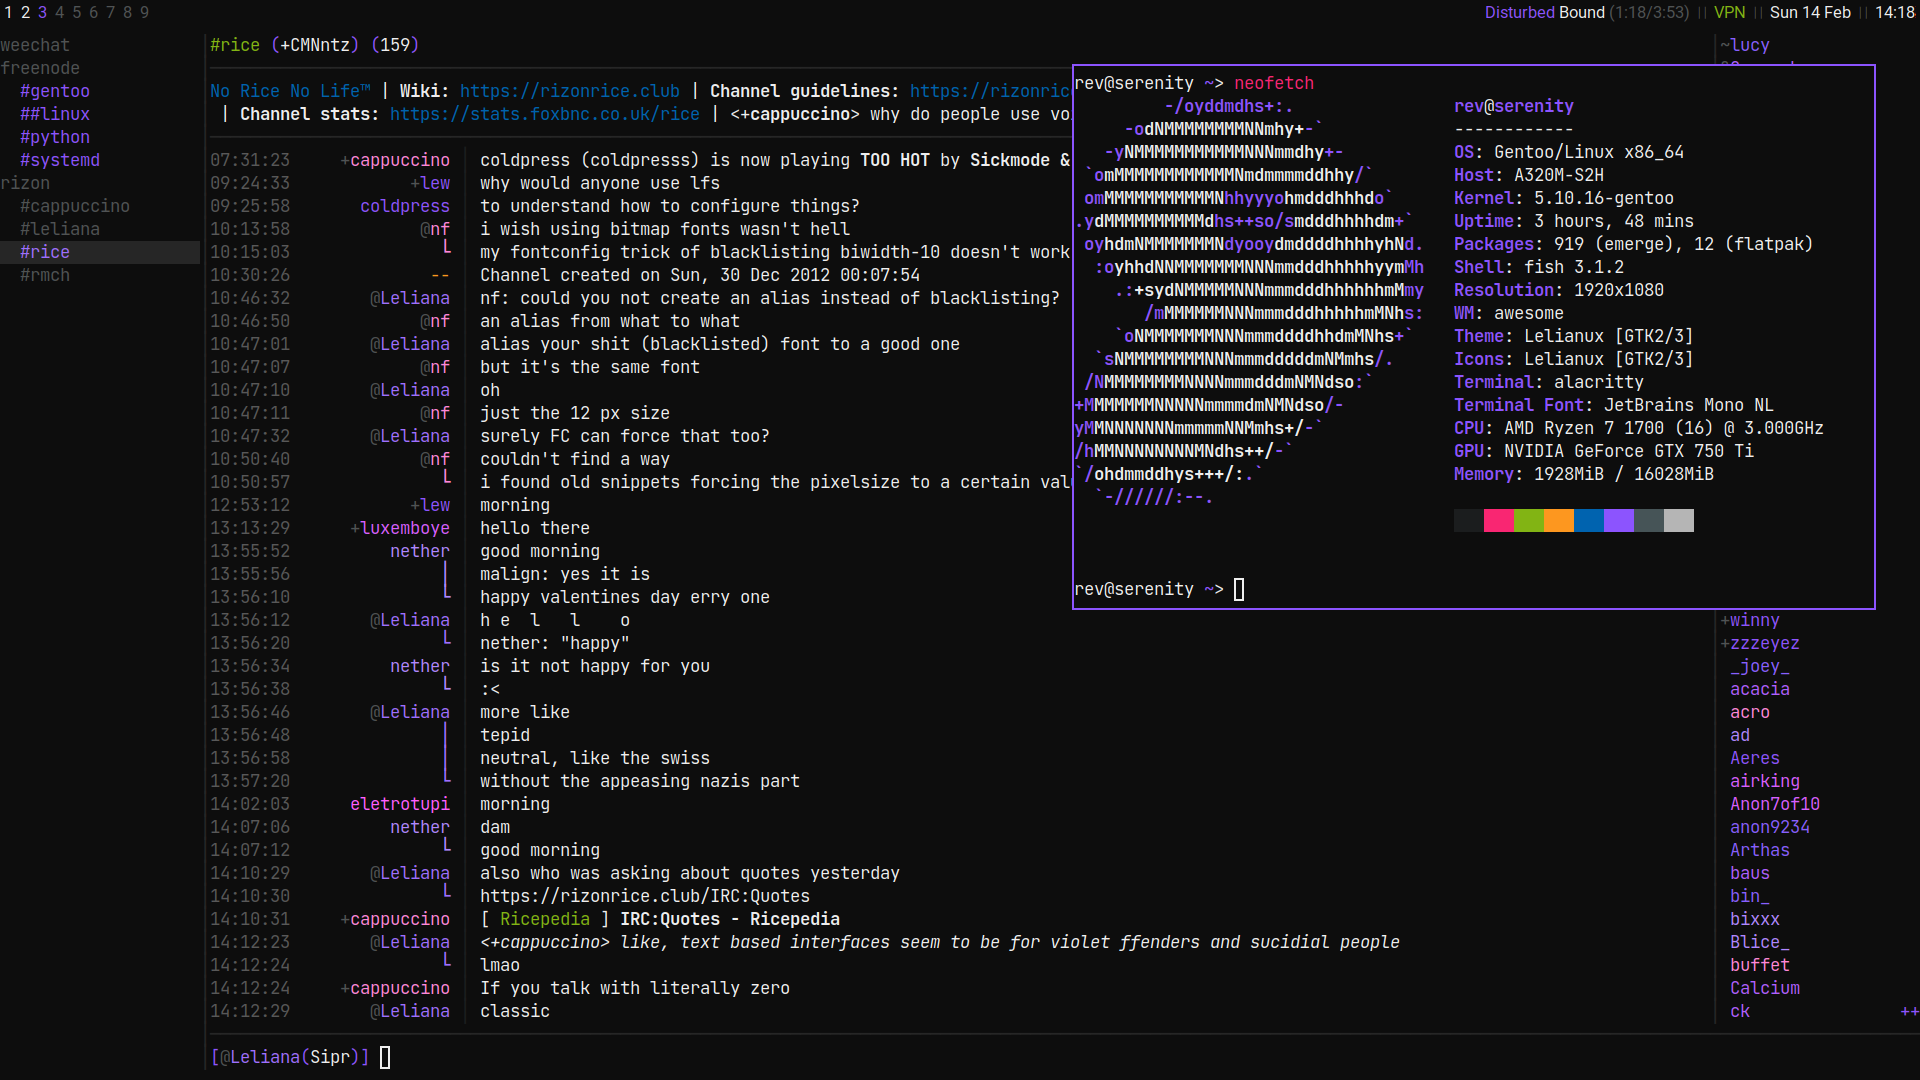 1 2 3 4 5 6 7 8 9
Disturbed Bound (1:18/3:53) || VPN || Sun 14 Feb || 14:18
weechat
freenode
#gentoo
##linux
#python
#systemd
rizon
#cappuccino
#leliana
#rice
#rmch
#rice (+CMNntz) (159)
No Rice No Life™ | Wiki: https://rizonrice.club | Channel guidelines: https://rizonric
| Channel stats: https://stats.foxbnc.co.uk/rice | <+cappuccino> why do people use vo
07:31:23 +cappuccino coldpress (coldpresss) is now playing TOO HOT by Sickmode &
09:24:33 +lew why would anyone use lfs
09:25:58 coldpress to understand how to configure things?
10:13:58 @nf i wish using bitmap fonts wasn't hell
10:15:03 └ my fontconfig trick of blacklisting biwidth-10 doesn't work
10:30:26 -- Channel created on Sun, 30 Dec 2012 00:07:54
10:46:32 @Leliana nf: could you not create an alias instead of blacklisting?
10:46:50 @nf an alias from what to what
10:47:01 @Leliana alias your shit (blacklisted) font to a good one
10:47:07 @nf but it's the same font
10:47:10 @Leliana oh
10:47:11 @nf just the 12 px size
10:47:32 @Leliana surely FC can force that too?
10:50:40 @nf couldn't find a way
10:50:57 └ i found old snippets forcing the pixelsize to a certain val
12:53:12 +lew morning
13:13:29 +luxemboye hello there
13:55:52 nether good morning
13:55:56 │ malign: yes it is
13:56:10 └ happy valentines day erry one
13:56:12 @Leliana h e  l   l    o
13:56:20 └ nether: "happy"
13:56:34 nether is it not happy for you
13:56:38 └ :<
13:56:46 @Leliana more like
13:56:48 │ tepid
13:56:58 │ neutral, like the swiss
13:57:20 └ without the appeasing nazis part
14:02:03 eletrotupi morning
14:07:06 nether dam
14:07:12 └ good morning
14:10:29 @Leliana also who was asking about quotes yesterday
14:10:30 └ https://rizonrice.club/IRC:Quotes
14:10:31 +cappuccino [ Ricepedia ] IRC:Quotes - Ricepedia
14:12:23 @Leliana <+cappuccino> like, text based interfaces seem to be for violet ffenders and sucidial people
14:12:24 └ lmao
14:12:24 +cappuccino If you talk with literally zero
14:12:29 @Leliana classic
[@Leliana(Sipr)]
rev@serenity ~> neofetch
-/oyddmdhs+:.
-odNMMMMMMMMNNmhy+-`
-yNMMMMMMMMMMMNNNmmdhy+-
`omMMMMMMMMMMMMNmdmmmmddhhy/`
omMMMMMMMMMMMNhhyyyohmdddhhhdo`
.ydMMMMMMMMMMdhs++so/smdddhhhhdm+`
oyhdmNMMMMMMMNdyooydmddddhhhhyhNd.
:oyhhdNNMMMMMMMNNNmmdddhhhhhyymMh
.:+sydNMMMMMNNNmmmdddhhhhhhmMmy
/mMMMMMMNNNmmmdddhhhhhmMNhs:
`oNMMMMMMMNNNmmmddddhhdmMNhs+`
`sNMMMMMMMMNNNmmmdddddmNMmhs/.
/NMMMMMMMMNNNNmmmdddmNMNdso:`
+MMMMMMMNNNNNmmmmdmNMNdso/-
yMMNNNNNNNmmmmmNNMmhs+/-`
/hMMNNNNNNNNMNdhs++/-`
`/ohdmmddhys+++/:.`
`-//////:--.
rev@serenity
------------
OS: Gentoo/Linux x86_64
Host: A320M-S2H
Kernel: 5.10.16-gentoo
Uptime: 3 hours, 48 mins
Packages: 919 (emerge), 12 (flatpak)
Shell: fish 3.1.2
Resolution: 1920x1080
WM: awesome
Theme: Lelianux [GTK2/3]
Icons: Lelianux [GTK2/3]
Terminal: alacritty
Terminal Font: JetBrains Mono NL
CPU: AMD Ryzen 7 1700 (16) @ 3.000GHz
GPU: NVIDIA GeForce GTX 750 Ti
Memory: 1928MiB / 16028MiB
rev@serenity ~>
~lucy
+winny
+zzzeyez
_joey_
acacia
acro
ad
Aeres
airking
Anon7of10
anon9234
Arthas
baus
bin_
bixxx
Blice_
buffet
Calcium
ck
++